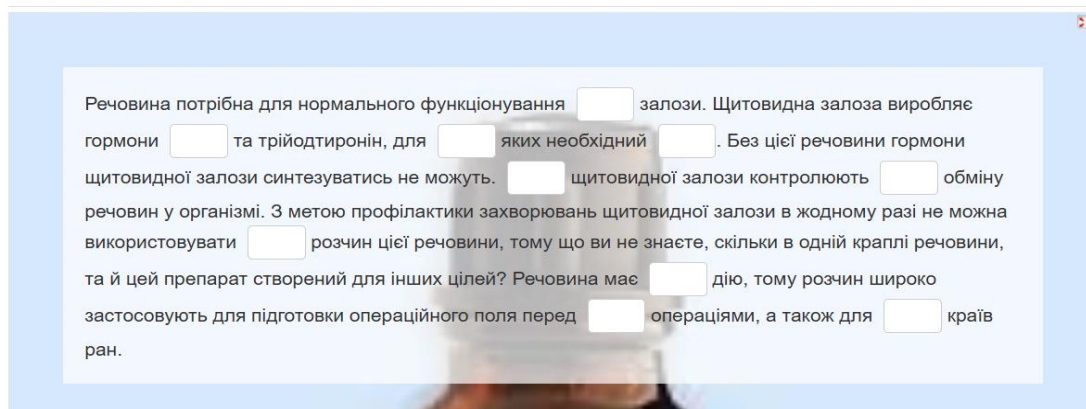 Речовина потрібна для нормального функціонування залози. Щитовидна залоза виробляє
гормони та трійодтиронін, для яких необхідний . Без цієї речовини гормони
щитовидної залози синтезуватись не можуть. щитовидної залози контролюють обміну
речовин у організмі. З метою профілактики захворювань щитовидної залози в жодному разі не можна
використовувати розчин цієї речовини, тому що ви не знаєте, скільки в одній краплі речовини,
та й цей препарат створений для інших цілей? Речовина має дію, тому розчин широко
застосовують для підготовки операційного поля перед операціями, а також для країв
ран.